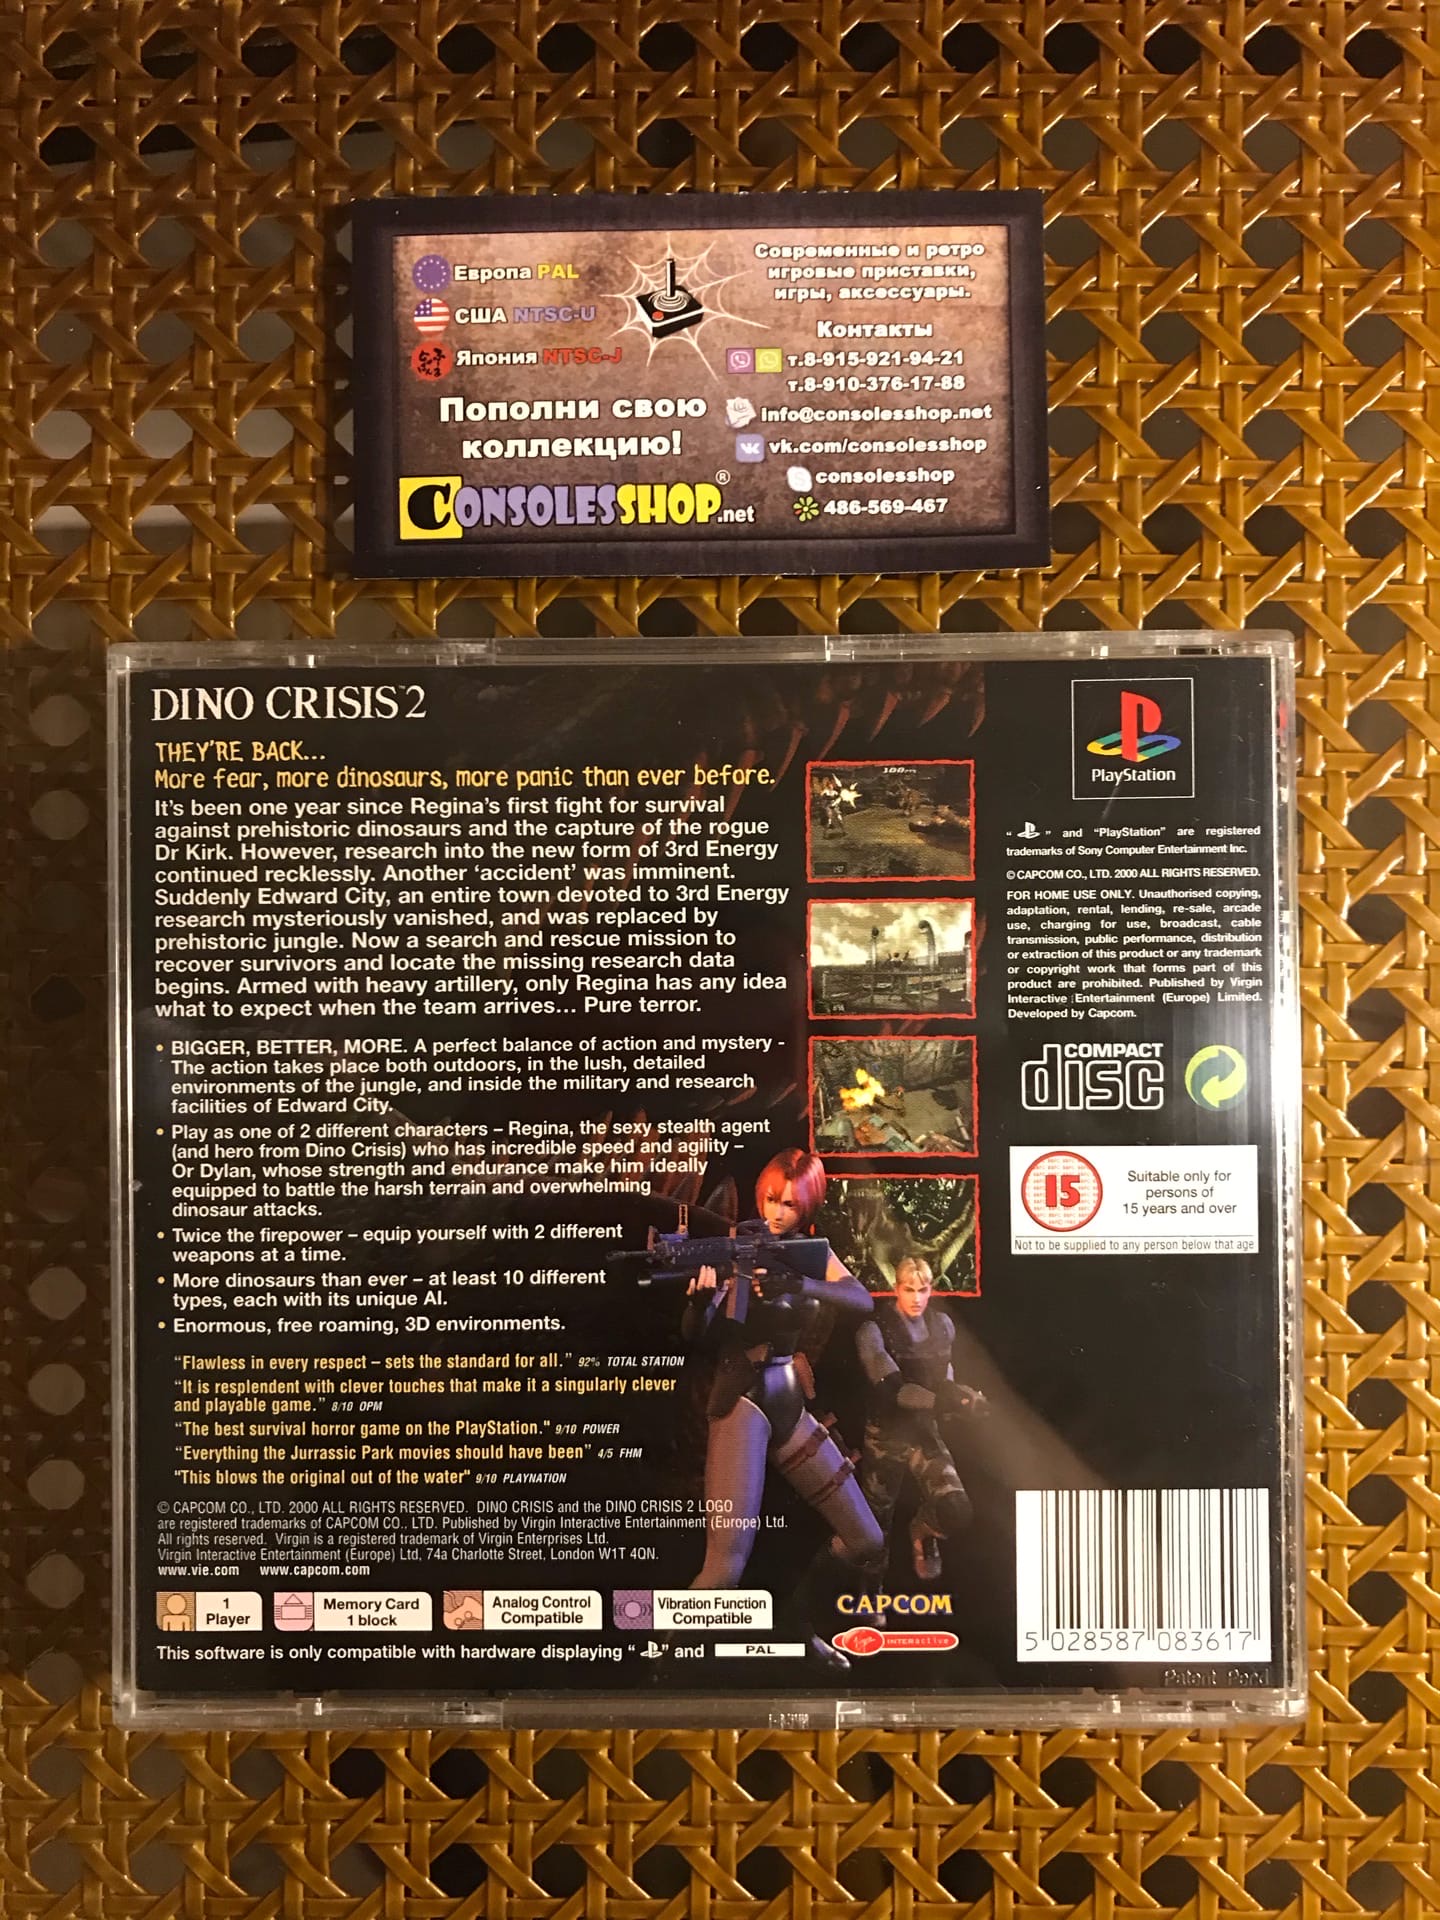 Европа PAL
США NTSC-U
Япония NTSC-J
Пополни свою
коллекцию!
CONSOLESSHOP.net
®
Современные и ретро
игровые приставки,
игры, аксессуары.
Контакты
т.8-915-921-94-21
т.8-910-376-17-88
info@consolesshop.net
vk.com/consolesshop
consolesshop
486-569-467
DINO CRISIS™2
THEY'RE BACK...
More fear, more dinosaurs, more panic than ever before.
It's been one year since Regina's first fight for survival
against prehistoric dinosaurs and the capture of the rogue
Dr Kirk. However, research into the new form of 3rd Energy
continued recklessly. Another 'accident' was imminent.
Suddenly Edward City, an entire town devoted to 3rd Energy
research mysteriously vanished, and was replaced by
prehistoric jungle. Now a search and rescue mission to
recover survivors and locate the missing research data
begins. Armed with heavy artillery, only Regina has any idea
what to expect when the team arrives... Pure terror.
• BIGGER, BETTER, MORE. A perfect balance of action and mystery -
The action takes place both outdoors, in the lush, detailed
environments of the jungle, and inside the military and research
facilities of Edward City.
• Play as one of 2 different characters – Regina, the sexy stealth agent
(and hero from Dino Crisis) who has incredible speed and agility –
Or Dylan, whose strength and endurance make him ideally
equipped to battle the harsh terrain and overwhelming
dinosaur attacks.
• Twice the firepower – equip yourself with 2 different
weapons at a time.
• More dinosaurs than ever – at least 10 different
types, each with its unique AI.
• Enormous, free roaming, 3D environments.
"Flawless in every respect – sets the standard for all." 92% TOTAL STATION
"It is resplendent with clever touches that make it a singularly clever
and playable game." 8/10 OPM
"The best survival horror game on the PlayStation." 9/10 POWER
"Everything the Jurrassic Park movies should have been" 4/5 FHM
"This blows the original out of the water" 9/10 PLAYNATION
© CAPCOM CO., LTD. 2000 ALL RIGHTS RESERVED. DINO CRISIS and the DINO CRISIS 2 LOGO
are registered trademarks of CAPCOM CO., LTD. Published by Virgin Interactive Entertainment (Europe) Ltd.
All rights reserved. Virgin is a registered trademark of Virgin Enterprises Ltd.
Virgin Interactive Entertainment (Europe) Ltd, 74a Charlotte Street, London W1T 4QN.
www.vie.com www.capcom.com
1
Player
Memory Card
1 block
Analog Control
Compatible
Vibration Function
Compatible
This software is only compatible with hardware displaying " " and PAL
CAPCOM
Virgin INTERactive
PlayStation
" " and "PlayStation" are registered
trademarks of Sony Computer Entertainment Inc.
© CAPCOM CO., LTD. 2000 ALL RIGHTS RESERVED.
FOR HOME USE ONLY. Unauthorised copying,
adaptation, rental, lending, re-sale, arcade
use, charging for use, broadcast, cable
transmission, public performance, distribution
or extraction of this product or any trademark
or copyright work that forms part of this
product are prohibited. Published by Virgin
Interactive Entertainment (Europe) Limited.
Developed by Capcom.
COMPACT
disc
15
Suitable only for
persons of
15 years and over
Not to be supplied to any person below that age
5 028587 083617
Patent Pend